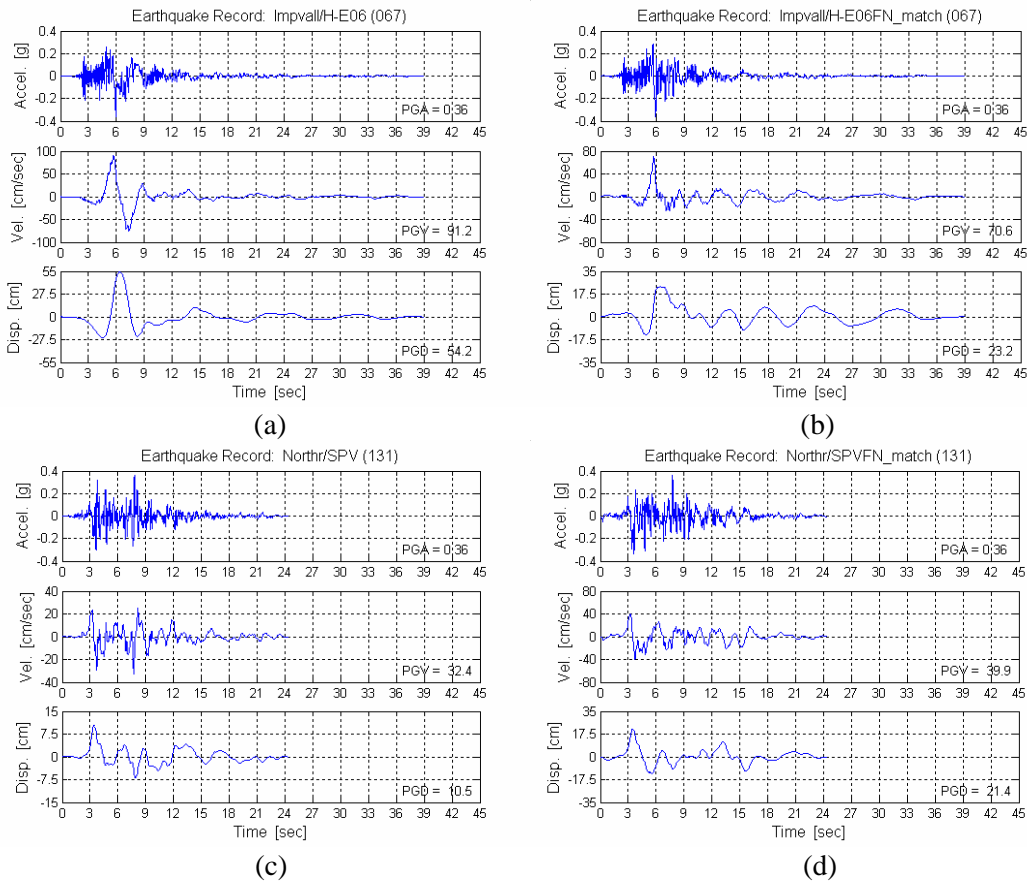 Earthquake Record: Impvall/H-E06 (067)
Accel. [g]
0.4
0.2
0
-0.2
-0.4
PGA = 0.36
0 3 6 9 12 15 18 21 24 27 30 33 36 39 42 45
Vel. [cm/sec]
100
50
0
-50
-100
PGV = 91.2
0 3 6 9 12 15 18 21 24 27 30 33 36 39 42 45
Disp. [cm]
55
27.5
0
-27.5
-55
PGD = 54.2
0 3 6 9 12 15 18 21 24 27 30 33 36 39 42 45
Time [sec]
(a)
Earthquake Record: Impvall/H-E06FN_match (067)
Accel. [g]
0.4
0.2
0
-0.2
-0.4
PGA = 0.36
0 3 6 9 12 15 18 21 24 27 30 33 36 39 42 45
Vel. [cm/sec]
80
40
0
-40
-80
PGV = 70.6
0 3 6 9 12 15 18 21 24 27 30 33 36 39 42 45
Disp. [cm]
35
17.5
0
-17.5
-35
PGD = 23.2
0 3 6 9 12 15 18 21 24 27 30 33 36 39 42 45
Time [sec]
(b)
Earthquake Record: Northr/SPV (131)
Accel. [g]
0.4
0.2
0
-0.2
-0.4
PGA = 0.36
0 3 6 9 12 15 18 21 24 27 30 33 36 39 42 45
Vel. [cm/sec]
40
20
0
-20
-40
PGV = 32.4
0 3 6 9 12 15 18 21 24 27 30 33 36 39 42 45
Disp. [cm]
15
7.5
0
-7.5
-15
PGD = 10.5
0 3 6 9 12 15 18 21 24 27 30 33 36 39 42 45
Time [sec]
(c)
Earthquake Record: Northr/SPVFN_match (131)
Accel. [g]
0.4
0.2
0
-0.2
-0.4
PGA = 0.36
0 3 6 9 12 15 18 21 24 27 30 33 36 39 42 45
Vel. [cm/sec]
80
40
0
-40
-80
PGV = 39.9
0 3 6 9 12 15 18 21 24 27 30 33 36 39 42 45
Disp. [cm]
35
17.5
0
-17.5
-35
PGD = 21.4
0 3 6 9 12 15 18 21 24 27 30 33 36 39 42 45
Time [sec]
(d)